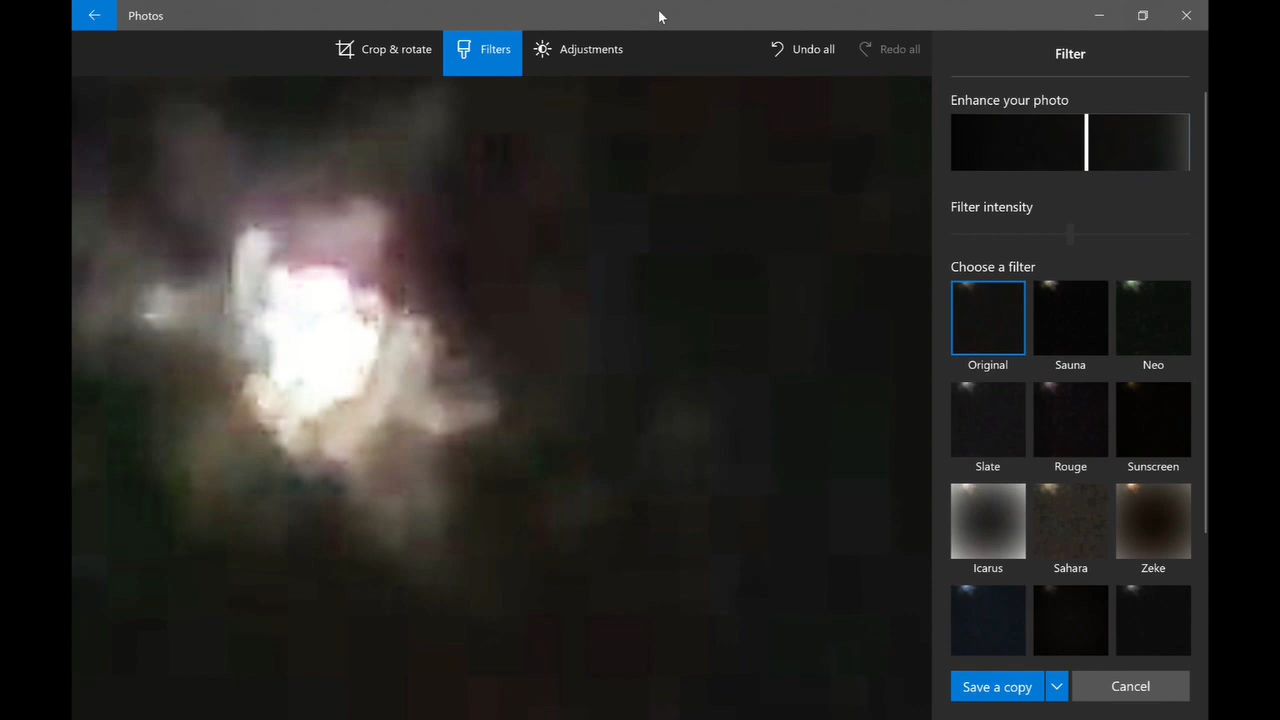 Photos
Crop & rotate
Filters
Adjustments
Undo all
Redo all
Filter
Enhance your photo
Filter intensity
Choose a filter
Original
Sauna
Neo
Slate
Rouge
Sunscreen
Icarus
Sahara
Zeke
Save a copy
Cancel